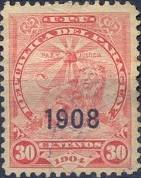 U.P.U.
REPUBLICA DEL PARAGUAY
PAZ Y JUSTICIA
1908
CENTAVOS
30 30
1904